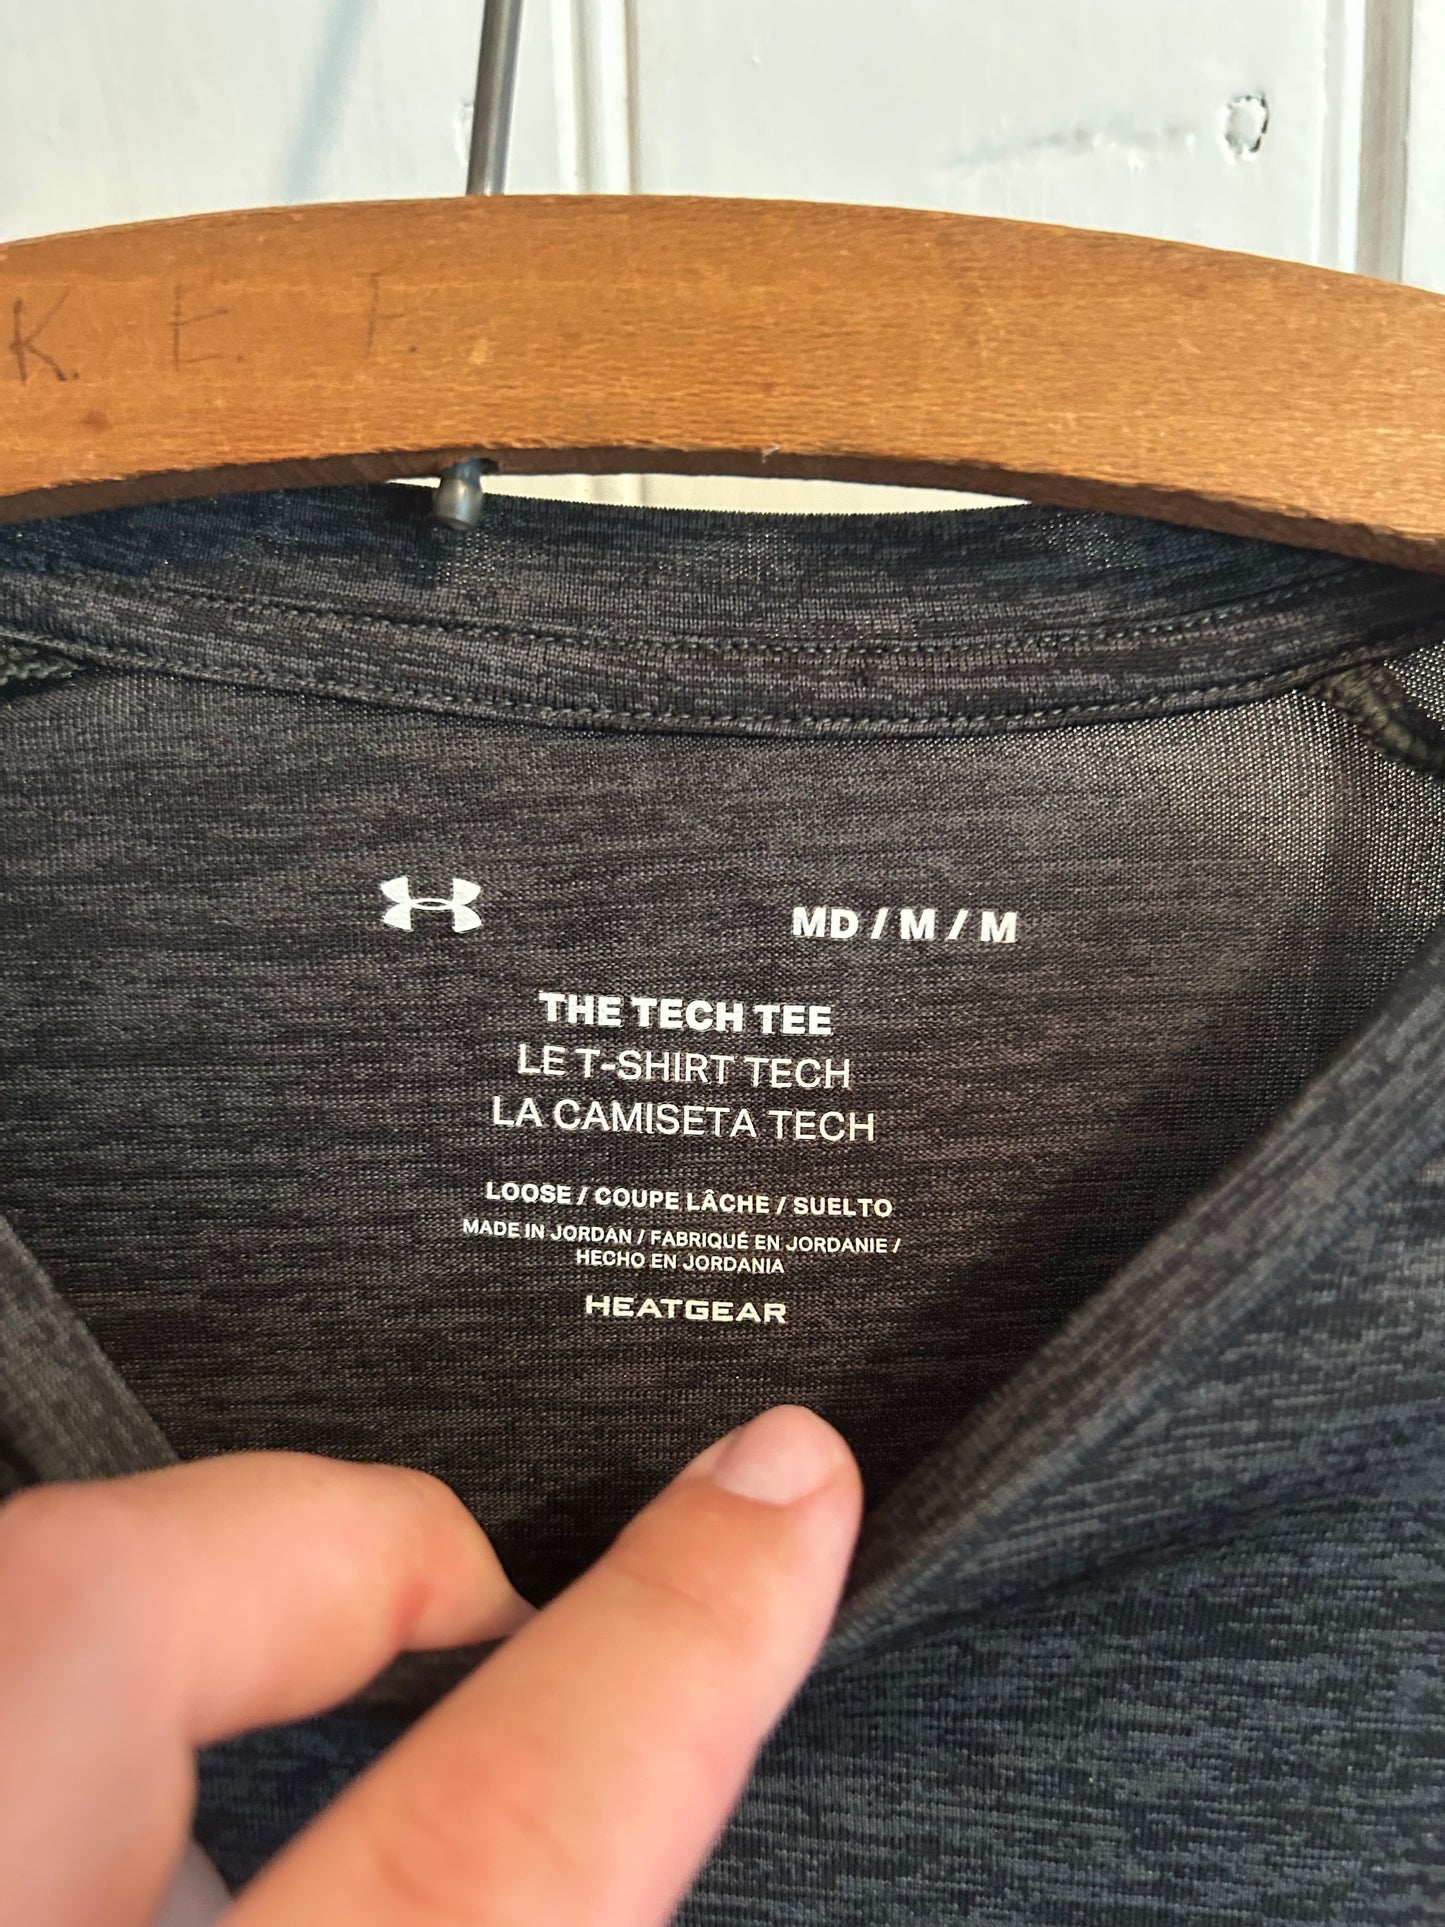 K. E. F.
MD / M / M
THE TECH TEE
LE T-SHIRT TECH
LA CAMISETA TECH
LOOSE / COUPE LÂCHE / SUELTO
MADE IN JORDAN / FABRIQUÉ EN JORDANIE /
HECHO EN JORDANIA
HEATGEAR